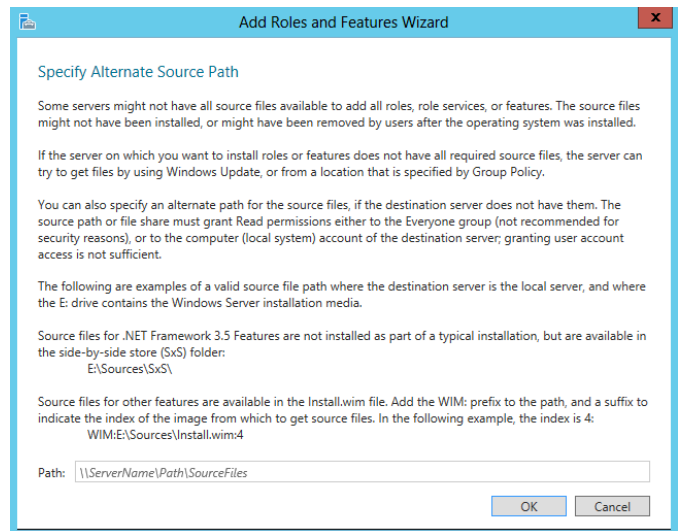 Add Roles and Features Wizard
x
Specify Alternate Source Path
Some servers might not have all source files available to add all roles, role services, or features. The source files
might not have been installed, or might have been removed by users after the operating system was installed.
If the server on which you want to install roles or features does not have all required source files, the server can
try to get files by using Windows Update, or from a location that is specified by Group Policy.
You can also specify an alternate path for the source files, if the destination server does not have them. The
source path or file share must grant Read permissions either to the Everyone group (not recommended for
security reasons), or to the computer (local system) account of the destination server; granting user account
access is not sufficient.
The following are examples of a valid source file path where the destination server is the local server, and where
the E: drive contains the Windows Server installation media.
Source files for .NET Framework 3.5 Features are not installed as part of a typical installation, but are available in
the side-by-side store (SxS) folder:
E:\Sources\SxS\
Source files for other features are available in the Install.wim file. Add the WIM: prefix to the path, and a suffix to
indicate the index of the image from which to get source files. In the following example, the index is 4:
WIM:E:\Sources\Install.wim:4
Path: \\ServerName\Path\SourceFiles
OK Cancel